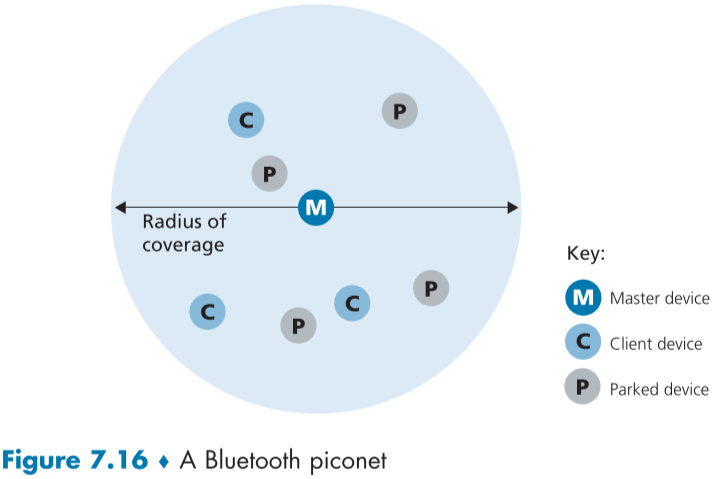 C
P
P
M
Radius of
coverage
P
C
C
P
Key:
M Master device
C Client device
P Parked device
Figure 7.16 ♦ A Bluetooth piconet